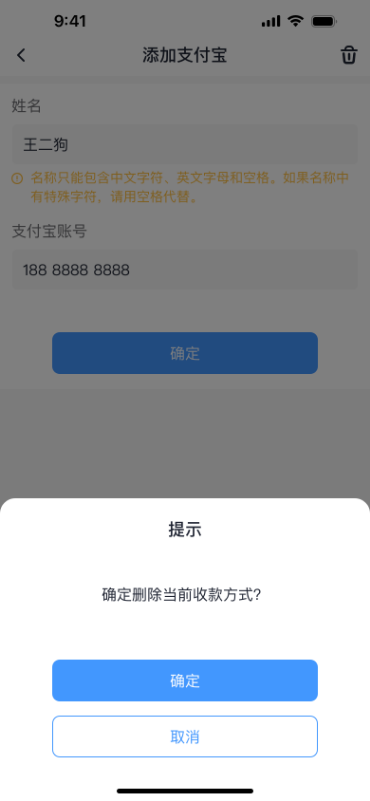 9:41
添加支付宝
姓名
王二狗
名称只能包含中文字符、英文字母和空格。如果名称中
有特殊字符，请用空格代替。
支付宝账号
188 8888 8888
确定
提示
确定删除当前收款方式?
确定
取消